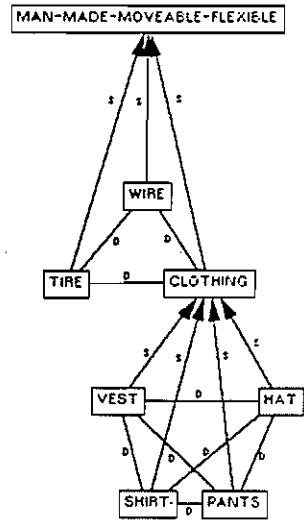 MAN-MADE-MOVEABLE-FLEXIBLE
S S S
WIRE
D D
TIRE D CLOTHING
S S S S
VEST D HAT
D D D D
SHIRT- D PANTS